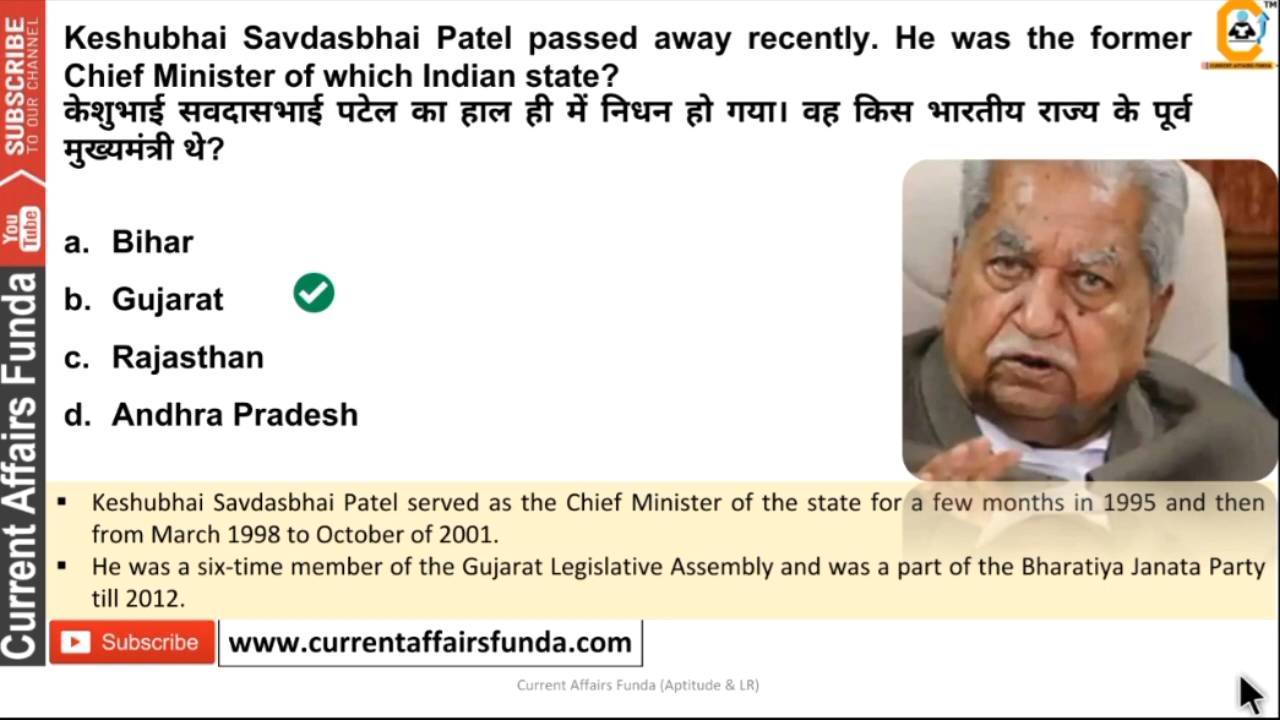 Keshubhai Savdasbhai Patel passed away recently. He was the former
Chief Minister of which Indian state?
केशुभाई सवदासभाई पटेल का हाल ही में निधन हो गया। वह किस भारतीय राज्य के पूर्व
मुख्यमंत्री थे?
a. Bihar
b. Gujarat
c. Rajasthan
d. Andhra Pradesh
▪ Keshubhai Savdasbhai Patel served as the Chief Minister of the state for a few months in 1995 and then
from March 1998 to October of 2001.
▪ He was a six-time member of the Gujarat Legislative Assembly and was a part of the Bharatiya Janata Party
till 2012.
Subscribe
www.currentaffairsfunda.com
Current Affairs Funda (Aptitude & LR)
SUBSCRIBE
TO OUR CHANNEL
You
Tube
Current Affairs Funda
TM
CURRENT AFFAIRS FUNDA